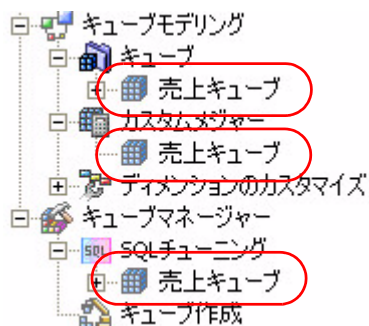 キューブモデリング
キューブ
売上キューブ
カスタムメジャー
売上キューブ
ディメンションのカスタマイズ
キューブマネージャー
SQL SQLチューニング
売上キューブ
キューブ作成